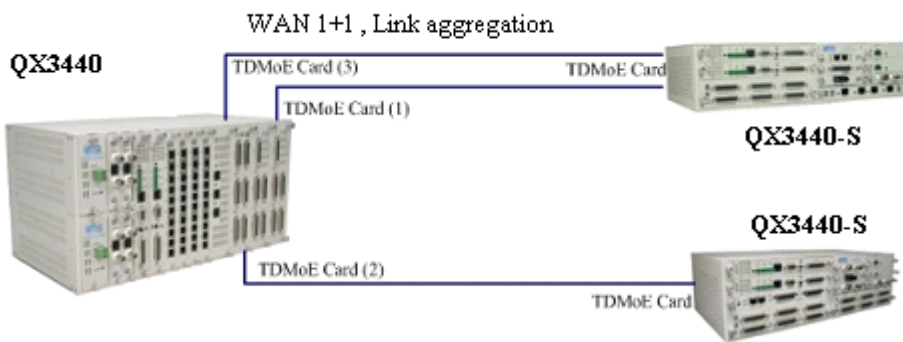 WAN 1+1 , Link aggregation
QX3440
TDMoE Card (3)
TDMoE Card
TDMoE Card (1)
QX3440-S
QX3440-S
TDMoE Card (2)
TDMoE Card